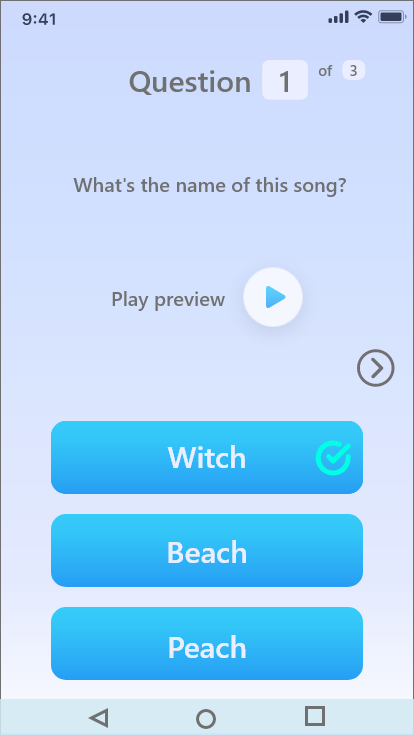 9:41
Question 1 of 3
What's the name of this song?
Play preview
Witch
Beach
Peach